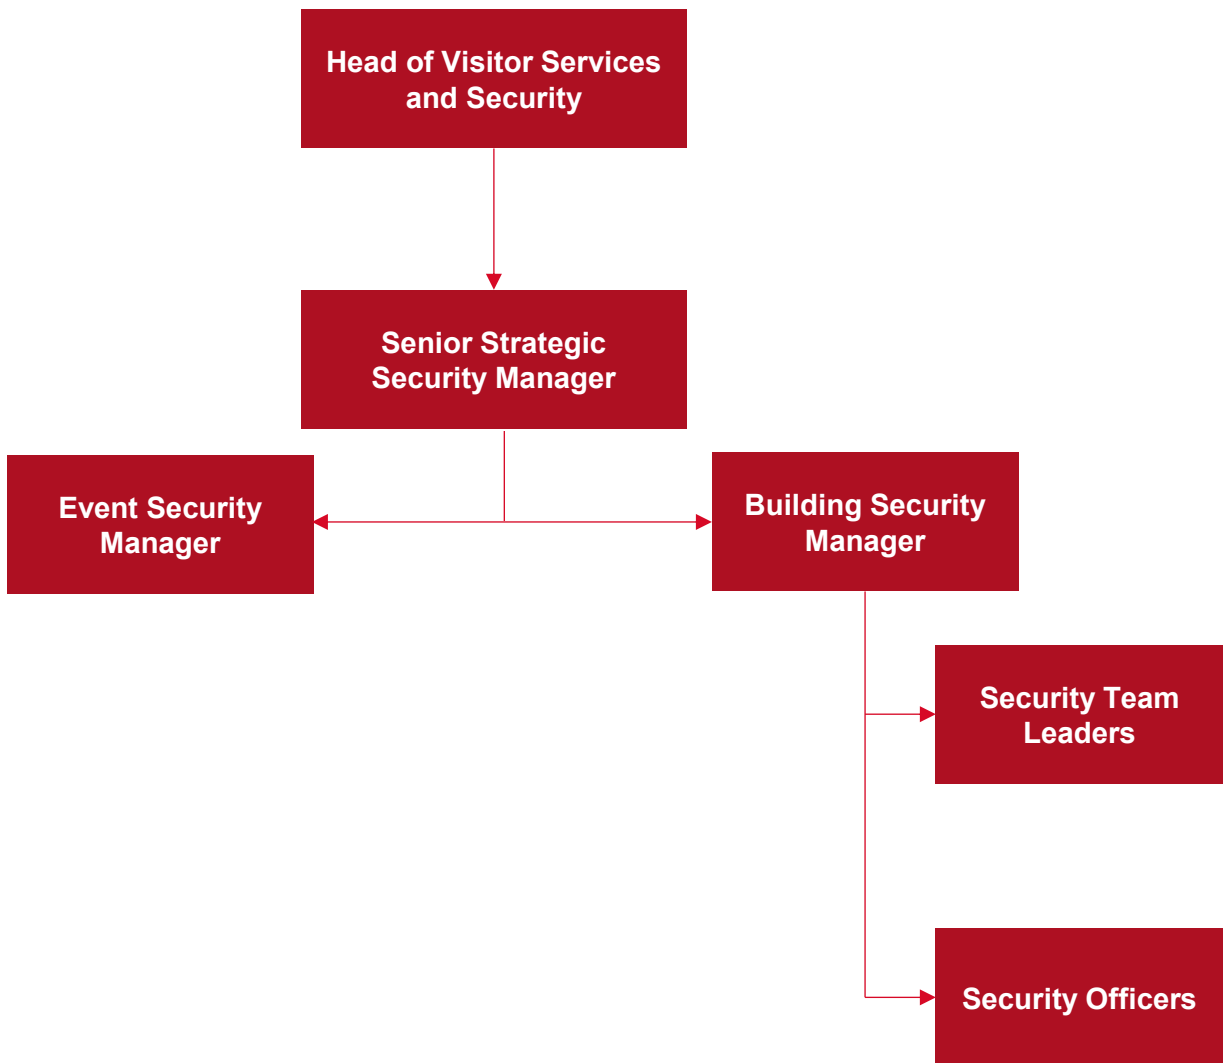 Head of Visitor Services
and Security
Senior Strategic
Security Manager
Event Security
Manager
Building Security
Manager
Security Team
Leaders
Security Officers